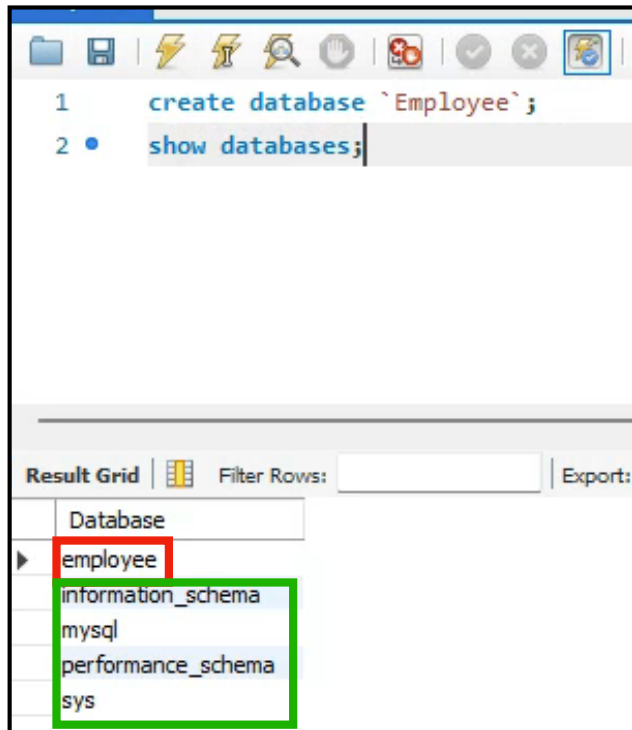 1 create database `Employee`;
2 show databases;
Result Grid Filter Rows: Export:
Database
employee
information_schema
mysql
performance_schema
sys